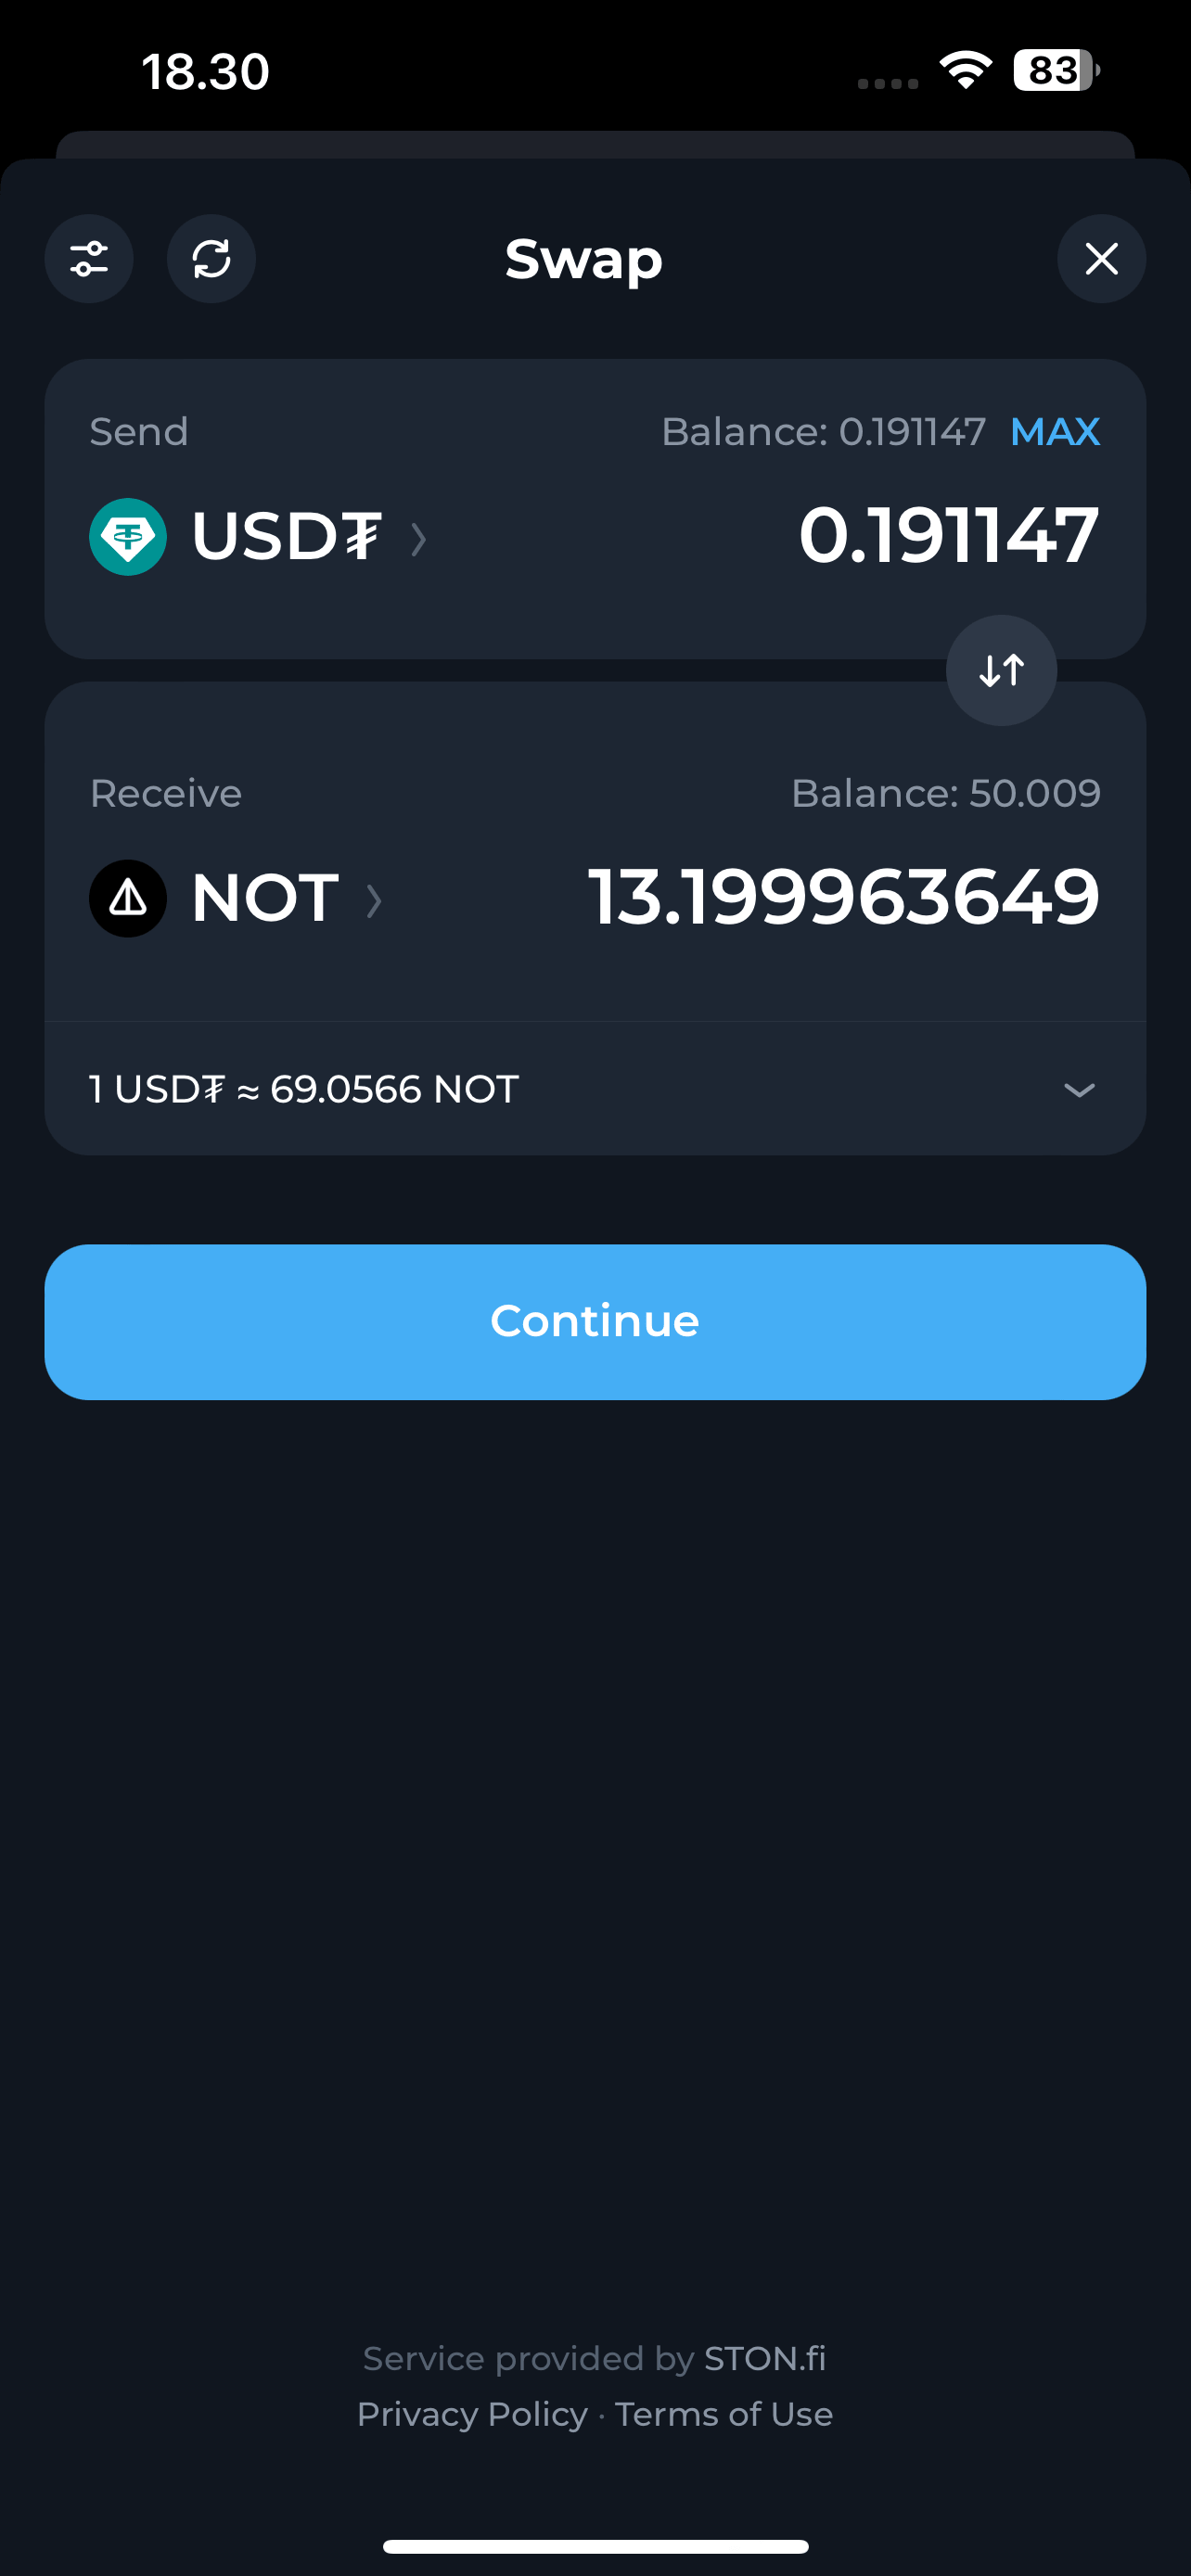 18.30
83
Swap
Send
Balance: 0.191147 MAX
USD₮
0.191147
Receive
Balance: 50.009
NOT
13.199963649
1 USD₮ ≈ 69.0566 NOT
Continue
Service provided by STON.fi
Privacy Policy · Terms of Use